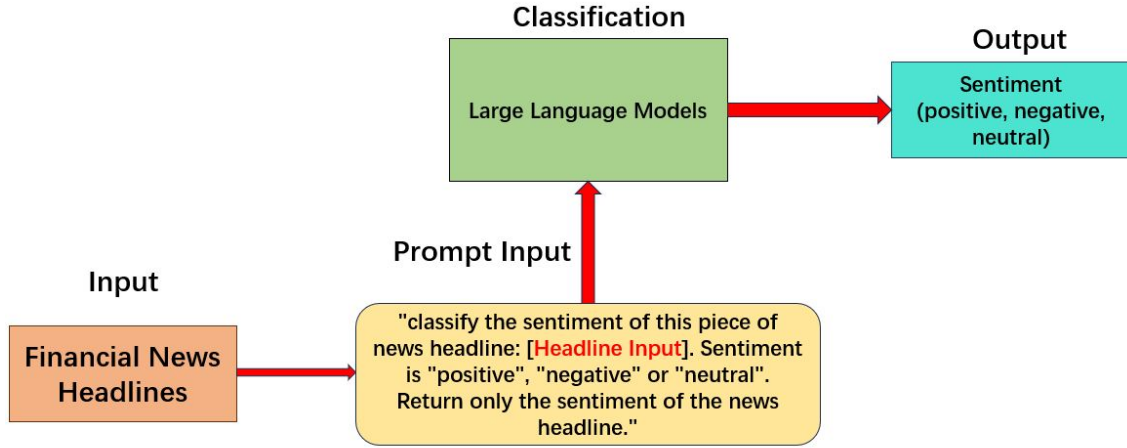 Classification
Large Language Models
Output
Sentiment
(positive, negative,
neutral)
Prompt Input
Input
Financial News
Headlines
"classify the sentiment of this piece of
news headline: [Headline Input]. Sentiment
is "positive", "negative" or "neutral".
Return only the sentiment of the news
headline."